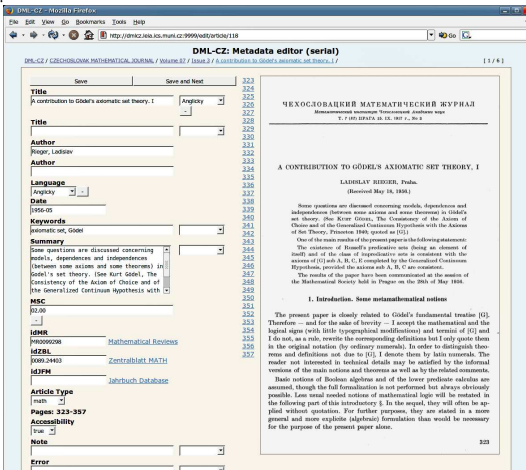 DML-CZ - Mozilla Firefox
File Edit View Go Bookmarks Tools Help
http://dmlcz.ics.muni.cz:9999/edit/article/118
Go
DML-CZ: Metadata editor (serial)
DML-CZ / CZECHOSLOVAK MATHEMATICAL JOURNAL / Volume 07 / Issue 3 / A contribution to Gödel's axiomatic set theory. I /
[ 1 / 6 ]
Save Save and Next
Title
A contribution to Gödel's axiomatic set theory. I Anglicky
-
Title
Author
Rieger, Ladislav
Author
Language
Anglicky -
Date
1956-05
Keywords
axiomatic set, Gödel
Summary
Some questions are discussed concerning
models, dependences and independences
(between some axioms and some theorems) in
Godel's set theory. (See Kurt Gödel, The
Consistency of the Axiom of Choice and of
the Generalized Continuum Hypothesis with
MSC
02.00
-
idMR
MR0099298 Mathematical Reviews
idZBL
0089.24403 Zentralblatt MATH
idJFM
Jahrbuch Database
Article Type
math
Pages: 323-357
Accessibility
true
Note
Error
323
324
325
326
327
328
329
330
331
332
333
334
335
336
337
338
339
340
341
342
343
344
345
346
347
348
349
350
351
352
353
354
355
356
357
ЧЕХОСЛОВАЦКИЙ МАТЕМАТИЧЕСКИЙ ЖУРНАЛ
Математический институт Чехословацкой Академии наук
Т. 7 (82) ПРАГА 15. IX. 1957 г., No 3
A CONTRIBUTION TO GÖDEL'S AXIOMATIC SET THEORY, I
LADISLAV RIEGER, Praha.
(Received May 18, 1956.)
Some questions are discussed concerning models, dependences and
independences (between some axioms and some theorems) in Gödel's
set theory. (See KURT GÖDEL, The Consistency of the Axiom of
Choice and of the Generalized Continuum Hypothesis with the Axioms
of Set Theory, Princeton 1940; quoted as [G].)
One of the main results of the present paper is the following statement:
The existence of Russell's predicative sets (being an element of
itself) and of the class of impredicative sets is consistent with the
axioms of [G] sub A, B, C, E completed by the Generalized Continuum
Hypothesis, provided the axioms sub A, B, C are consistent.
The results of the paper were communicated at the session of
the Mathematical Society held in Prague on the 28th of May 1956.
1. Introduction. Some metamathematical notions
The present paper is closely related to Gödel's fundamental treatise [G].
Therefore — and for the sake of brevity — I accept the mathematical and the
logical signs (with little typographical modifications) and termini of [G] and
I do not, as a rule, rewrite the corresponding definitions but I only quote them
in the original notation (by ordinary numerals). In order to distinguish theo-
rems and definitions not due to [G], I denote them by latin numerals. The
reader not interested in technical details may be satisfied by the informal
versions of the main notions and theorems as well as by the related comments.
Basic notions of Boolean algebras and of the lower predicate calculus are
assumed, though the full formalization is not performed but always obviously
possible. Less usual needed notions of mathematical logic will be restated in
the following part of this introductory §. In the sequel, they will often be ap-
plied without quotation. For further purposes, they are stated in a more
general and more explicite (algebraic) formulation than would be necessary
for the purpose of the present paper alone.
323